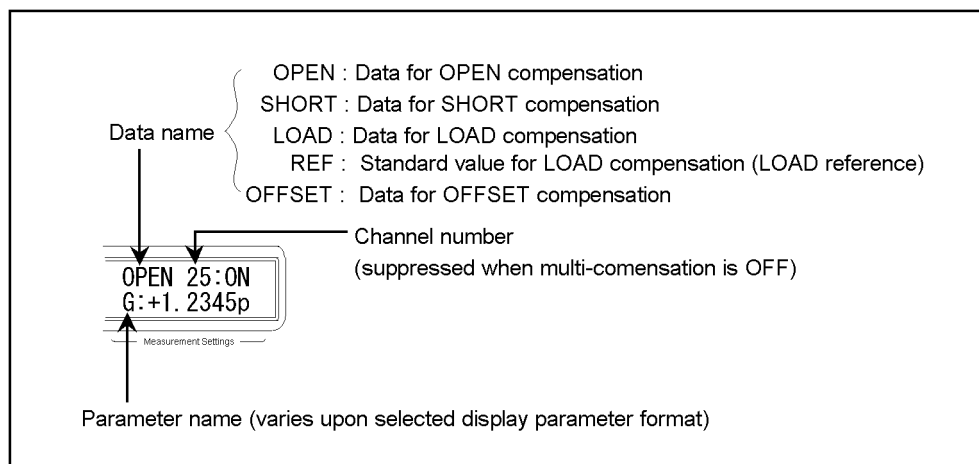 OPEN : Data for OPEN compensation
SHORT : Data for SHORT compensation
Data name
LOAD : Data for LOAD compensation
REF : Standard value for LOAD compensation (LOAD reference)
OFFSET : Data for OFFSET compensation
Channel number
(suppressed when multi-comensation is OFF)
OPEN 25:ON
G:+1.2345p
Measurement Settings
Parameter name (varies upon selected display parameter format)